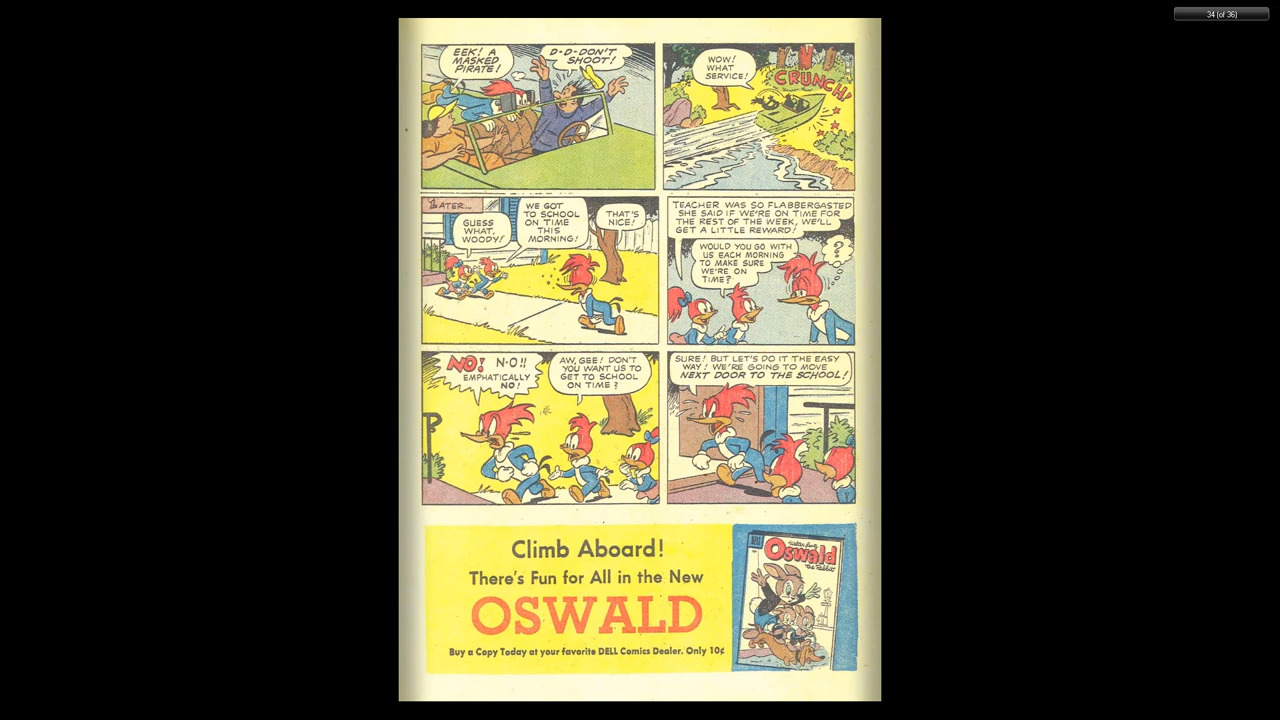 34 (of 36)
EEK! A
MASKED
PIRATE!
D-D-DON'T
SHOOT!
WOW!
WHAT
SERVICE!
CRUNCH!
LATER...
GUESS
WHAT,
WOODY!
WE GOT
TO SCHOOL
ON TIME
THIS
MORNING!
THAT'S
NICE!
TEACHER WAS SO FLABBERGASTED
SHE SAID IF WE'RE ON TIME FOR
THE REST OF THE WEEK, WE'LL
GET A LITTLE REWARD!
WOULD YOU GO WITH
US EACH MORNING
TO MAKE SURE
WE'RE ON
TIME?
?
NO! N-O!!
EMPHATICALLY
NO!
AW, GEE! DON'T
YOU WANT US TO
GET TO SCHOOL
ON TIME?
SURE! BUT LET'S DO IT THE EASY
WAY! WE'RE GOING TO MOVE
NEXT DOOR TO THE SCHOOL!
Climb Aboard!
There's Fun for All in the New
OSWALD
Buy a Copy Today at your favorite DELL Comics Dealer. Only 10¢
Walter Lantz
Oswald
the Rabbit